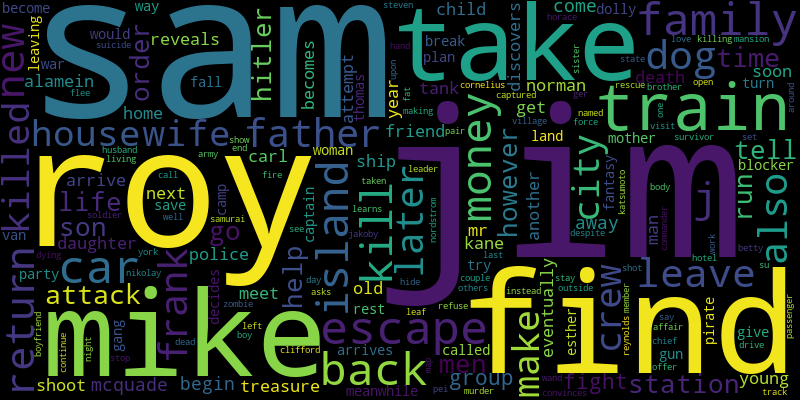 become
steven
way
leaving
new
would
suicide
reveals
order
war
alamein
flee
fall
home
sam
hitler
becomes
attempt
thomas
year
hand
take
break
plan
child
upon
discovers
come
dolly
horace
sister
family
love
killing
mansion
state
dog
time
death
soon
turn
norman
tank
fat
making
cornelius
captured
ger
rescue
brother
open
around
train
killed
housewife
father
friend
money
get
pair
village
named
force
one
visit
survivor
set
mother
tell
husband
living
army
show
end
woman
carl
ship
however
land
city
fantasy
katsumoto
away
man
body
commander
j
run
blocker
also
arrive
life
son
van
daughter
next
save
call
well
soldier
samurai
fire
camp
go
see
captain
island
taken
learns
kill
later
leader
nordstrom
another
mr
kane
last
despite
work
hotel
betty
su
jim
roy
return
party
dying
york
police
nikolay
car
frank
decides
meet
help
day
asks
jakoby
hide
old
try
couple
others
stay
outside
esther
eventually
crew
shot
leave
boyfriend
attack
zombie
mike
continue
night
stop
gang
dead
left
boy
clifford
rest
leaf
refuse
instead
escape
make
find
reynolds
member
say
affair
chief
offer
pirate
gun
give
drive
passenger
shoot
mcquade
begin
treasure
arrives
meanwhile
back
called
men
pei
group
murder
wand
convinces
fight
station
young
track